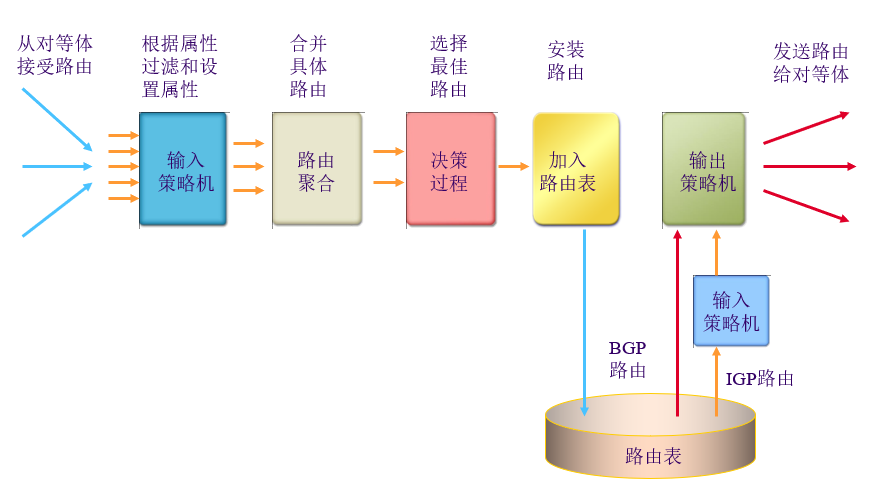 从对等体
接受路由
根据属性
过滤和设
置属性
合并
具体
路由
选择
最佳
路由
安装
路由
发送路由
给对等体
输入
策略机
路由
聚合
决策
过程
加入
路由表
输出
策略机
输入
策略机
BGP
路由
IGP路由
路由表